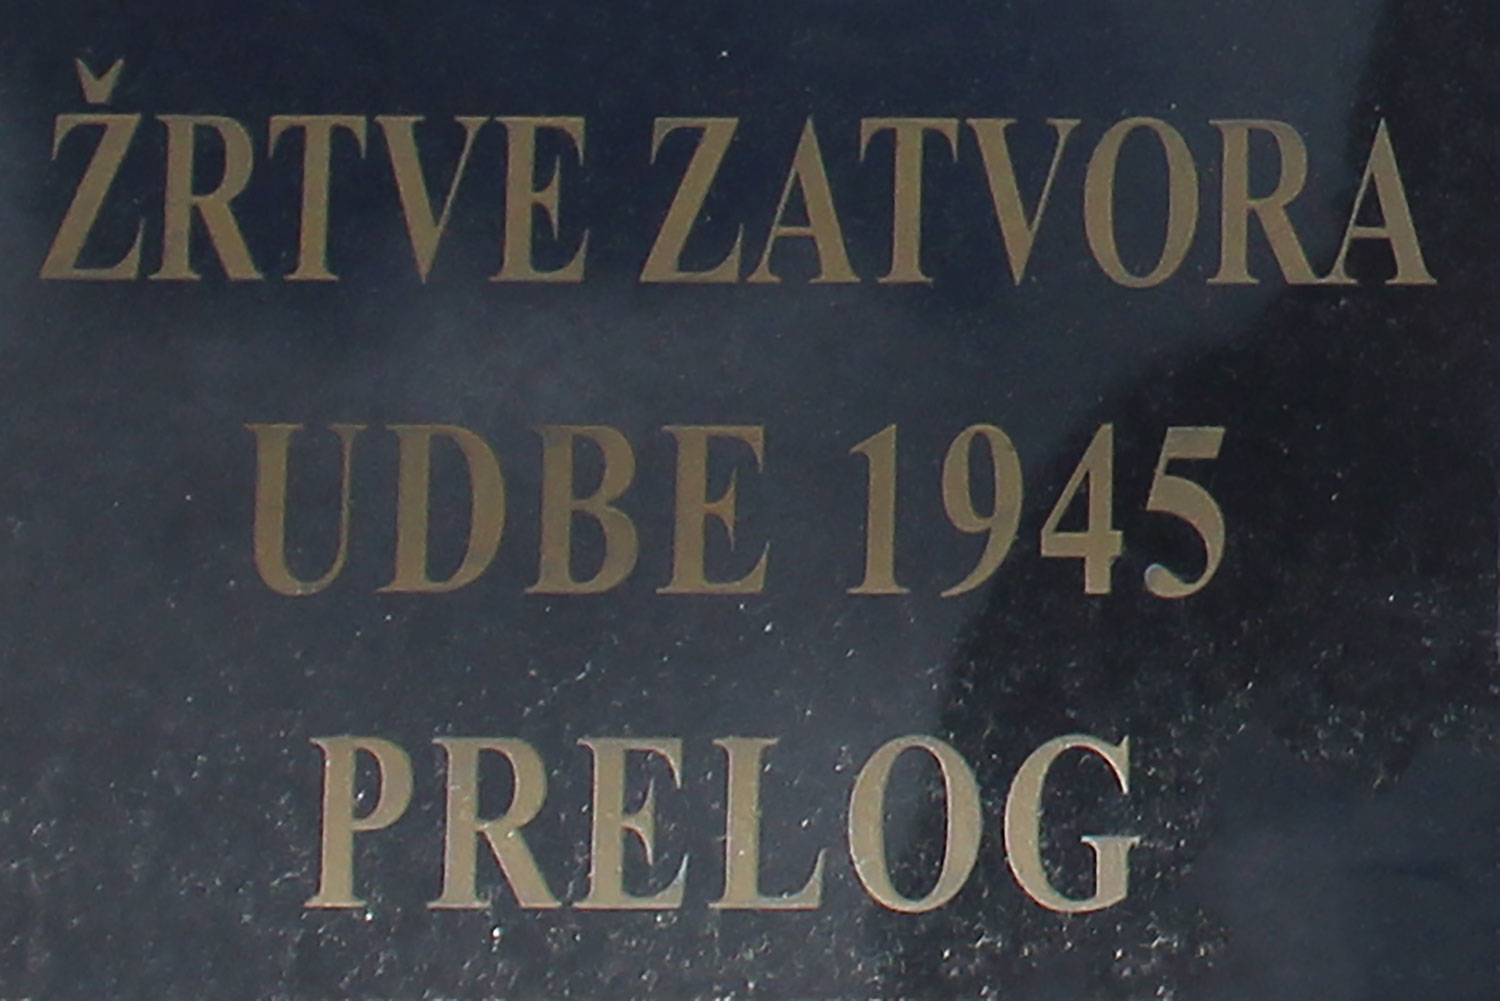 ŽRTVE ZATVORA
UDBE 1945
PRELOG